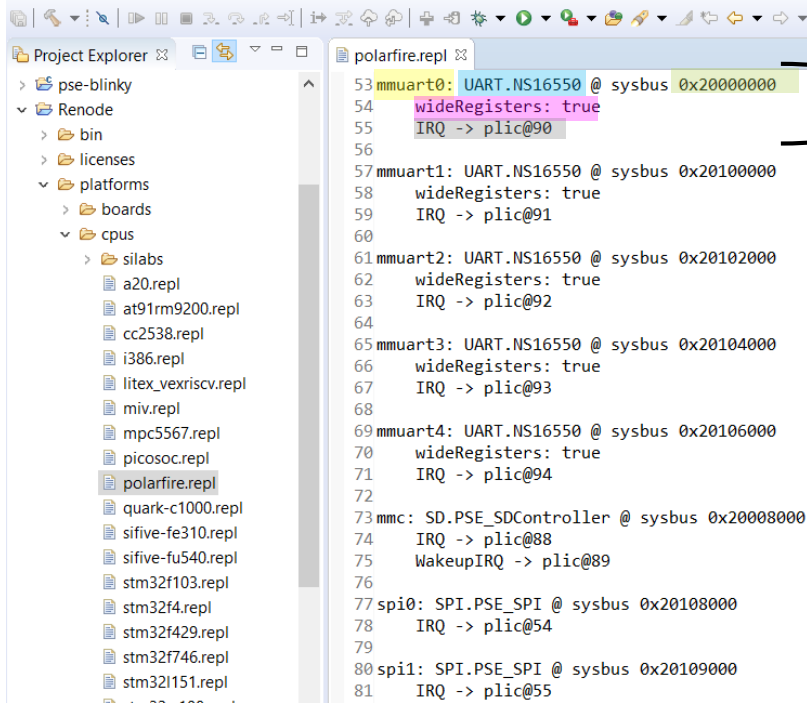 Project Explorer
pse-blinky
Renode
bin
licenses
platforms
boards
cpus
silabs
a20.repl
at91rm9200.repl
cc2538.repl
i386.repl
litex_vexriscv.repl
miv.repl
mpc5567.repl
picosoc.repl
polarfire.repl
quark-c1000.repl
sifive-fe310.repl
sifive-fu540.repl
stm32f103.repl
stm32f4.repl
stm32f429.repl
stm32f746.repl
stm32l151.repl
polarfire.repl
53 mmuart0: UART.NS16550 @ sysbus 0x20000000
54 wideRegisters: true
55 IRQ -> plic@90
56
57 mmuart1: UART.NS16550 @ sysbus 0x20100000
58 wideRegisters: true
59 IRQ -> plic@91
60
61 mmuart2: UART.NS16550 @ sysbus 0x20102000
62 wideRegisters: true
63 IRQ -> plic@92
64
65 mmuart3: UART.NS16550 @ sysbus 0x20104000
66 wideRegisters: true
67 IRQ -> plic@93
68
69 mmuart4: UART.NS16550 @ sysbus 0x20106000
70 wideRegisters: true
71 IRQ -> plic@94
72
73 mmc: SD.PSE_SDController @ sysbus 0x20008000
74 IRQ -> plic@88
75 WakeupIRQ -> plic@89
76
77 spi0: SPI.PSE_SPI @ sysbus 0x20108000
78 IRQ -> plic@54
79
80 spi1: SPI.PSE_SPI @ sysbus 0x20109000
81 IRQ -> plic@55